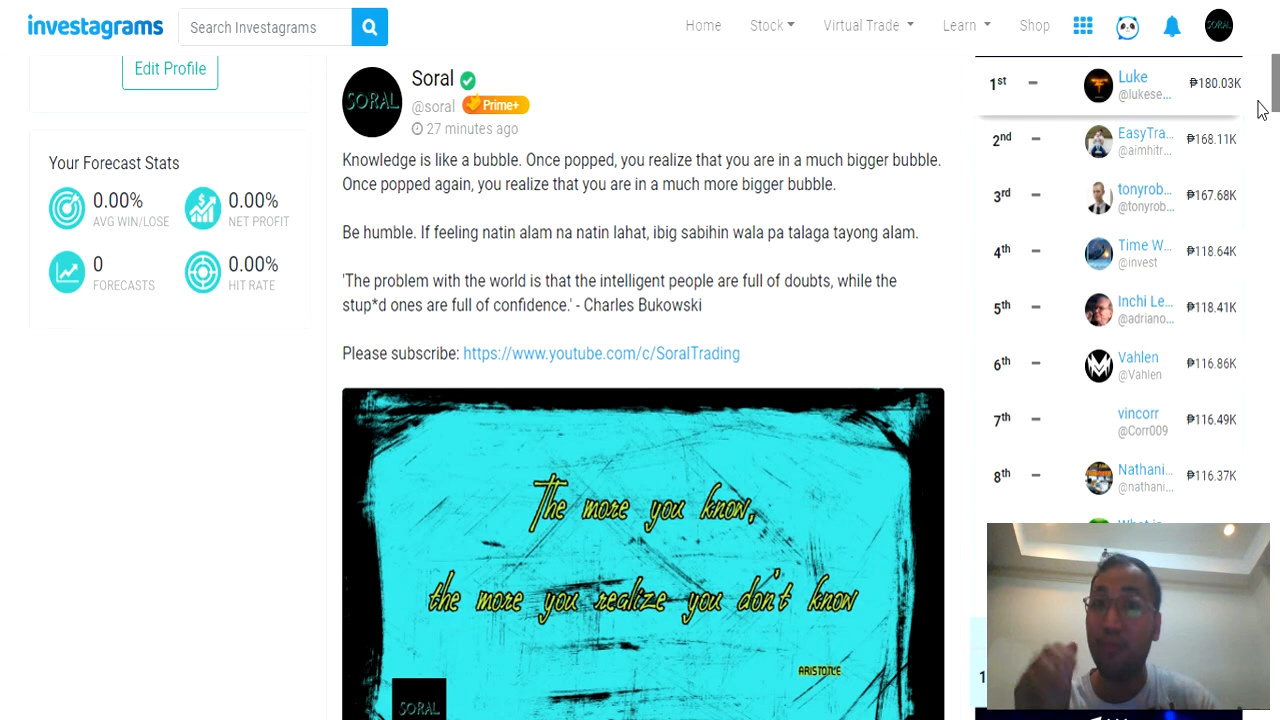 investagrams
Search Investagrams
Home
Stock
Virtual Trade
Learn
Shop
SORAL
Edit Profile
Your Forecast Stats
0.00%
AVG WIN/LOSE
0.00%
NET PROFIT
0
FORECASTS
0.00%
HIT RATE
SORAL
Soral
@soral Prime+
27 minutes ago
Knowledge is like a bubble. Once popped, you realize that you are in a much bigger bubble.
Once popped again, you realize that you are in a much more bigger bubble.
Be humble. If feeling natin alam na natin lahat, ibig sabihin wala pa talaga tayong alam.
'The problem with the world is that the intelligent people are full of doubts, while the
stup*d ones are full of confidence.' - Charles Bukowski
Please subscribe: https://www.youtube.com/c/SoralTrading
The more you know,
the more you realize you don't know
ARISTOTLE
SORAL
1st – Luke ₱180.03K
@lukese...
2nd – EasyTra... ₱168.11K
@aimhitr...
3rd – tonyrob... ₱167.68K
@tonyrob...
4th – Time W... ₱118.64K
@invest
5th – Inchi Le... ₱118.41K
@adriano...
6th – Vahlen ₱116.86K
@Vahlen
7th – vincorr ₱116.49K
@Corr009
8th – Nathani... ₱116.37K
@nathani...